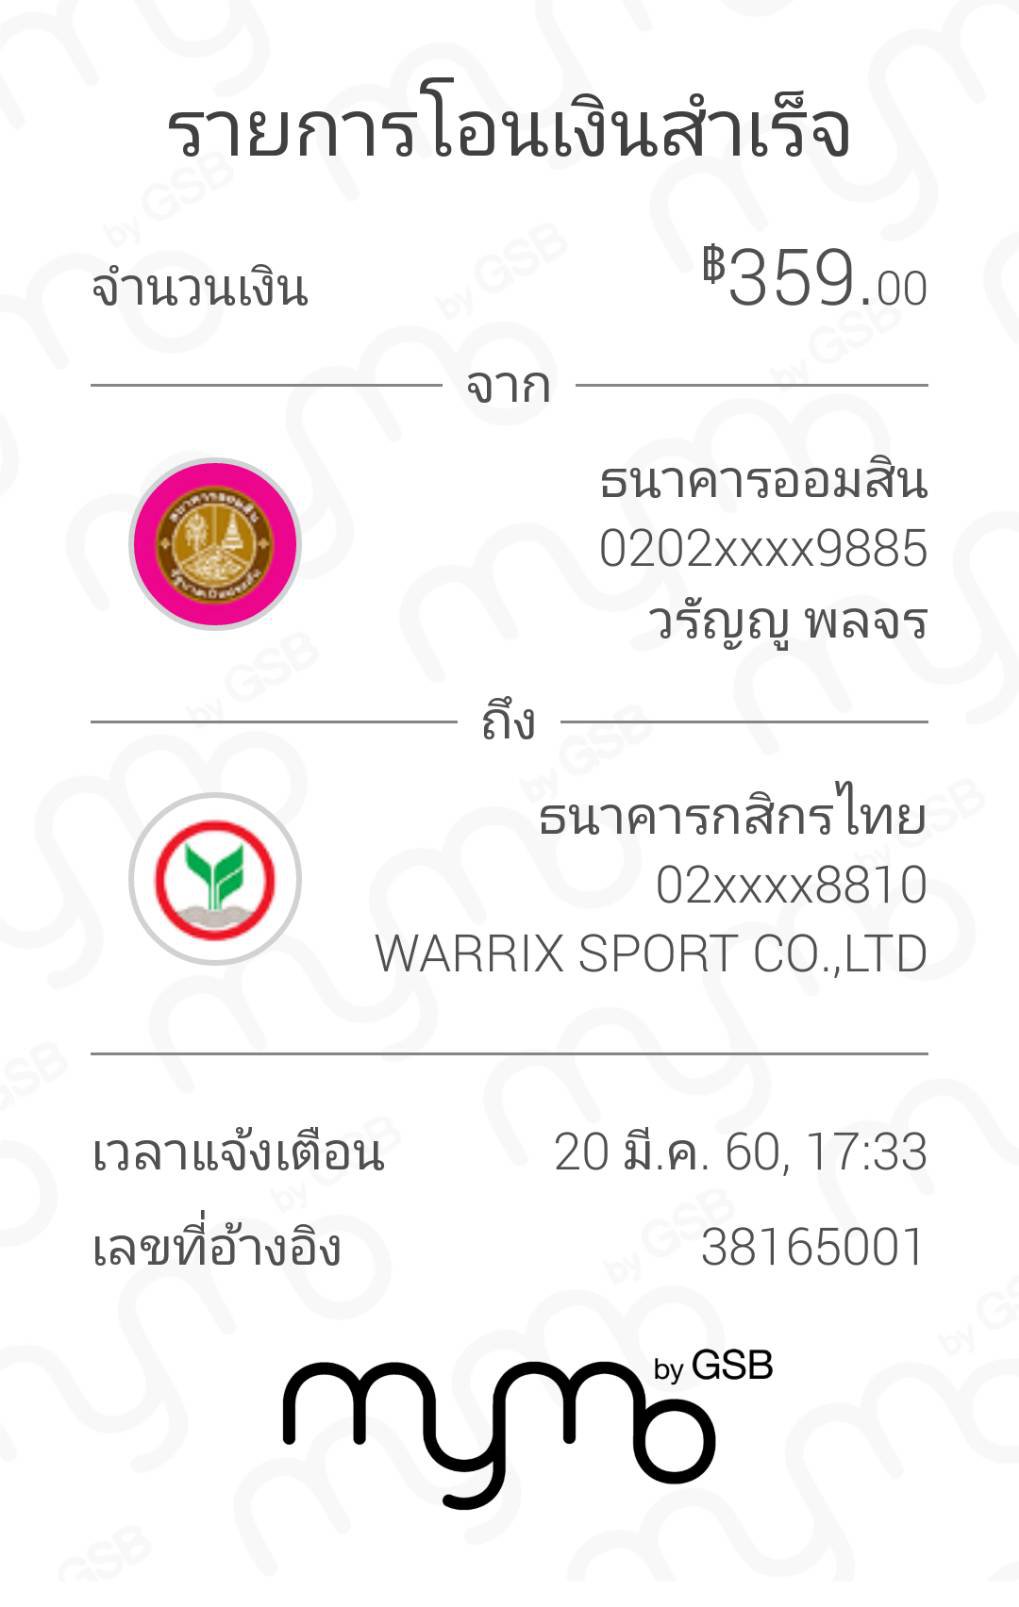 รายการโอนเงินสำเร็จ
จำนวนเงิน ฿359.00
จาก
ธนาคารออมสิน
0202xxxx9885
วรัญญู พลจร
ถึง
ธนาคารกสิกรไทย
02xxxx8810
WARRIX SPORT CO.,LTD
เวลาแจ้งเตือน 20 มี.ค. 60, 17:33
เลขที่อ้างอิง 38165001
mymo by GSB